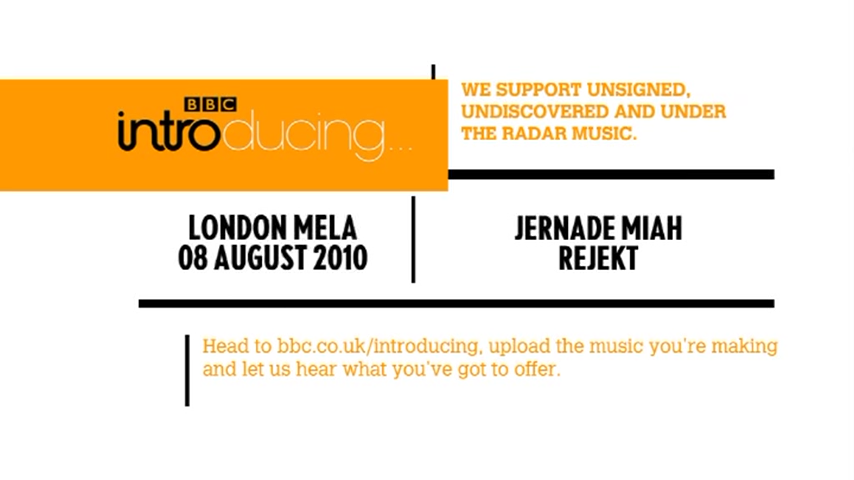 BBC
introducing...
WE SUPPORT UNSIGNED,
UNDISCOVERED AND UNDER
THE RADAR MUSIC.
LONDON MELA
08 AUGUST 2010
JERNADE MIAH
REJEKT
Head to bbc.co.uk/introducing, upload the music you're making
and let us hear what you've got to offer.